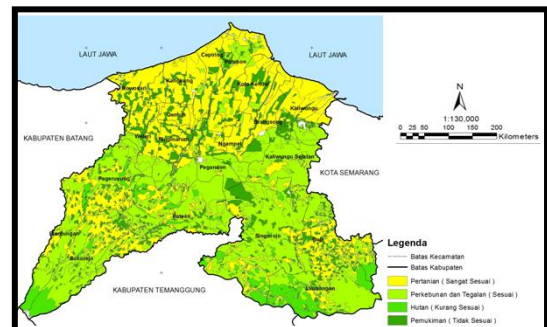 LAUT JAWA
LAUT JAWA
Cepiring
Patebon
Kangkung
Rowosari
Kota Kendal
Kaliwungu
Gemuh
Brangsong
Weleri
Ringinarum
Ngampel
Kaliwungu Selatan
Pegandon
KABUPATEN BATANG
KOTA SEMARANG
Pageruyung
Patean
Singorojo
Boja
Plantungan
Sukorejo
Limbangan
KABUPATEN TEMANGGUNG
N
1:130,000
0 25 50 100 150 200
Kilometers
Legenda
Batas Kecamatan
Batas Kabupaten
Pertanian ( Sangat Sesuai )
Perkebunan dan Tegalan ( Sesuai )
Hutan ( Kurang Sesuai )
Pemukiman ( Tidak Sesuai )